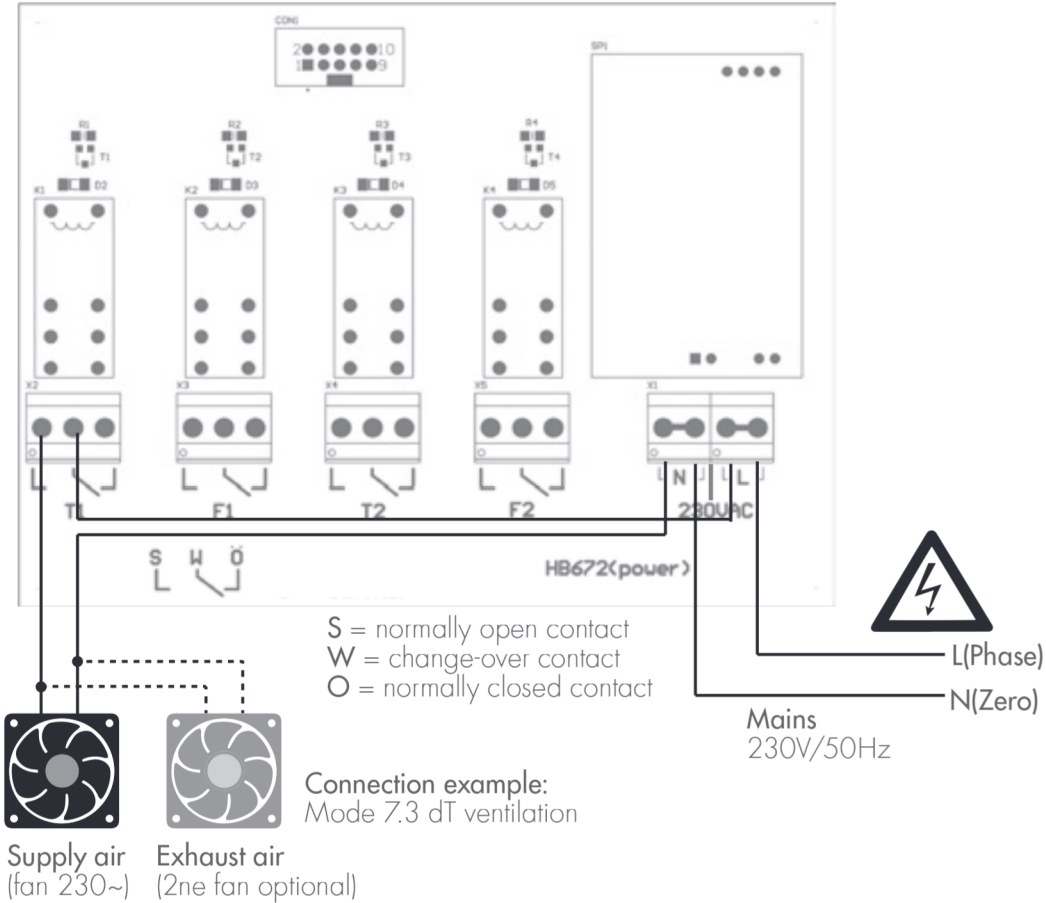 CON1
2 10
1 9
SP1
R1 R2 R3 R4
T1 T2 T3 T4
D2 D3 D4 D5
K1 K2 K3 K4
X2 X3 X4 X5 X1
N L
T1 F1 T2 F2 230VAC
S W Ö
HB672(power)
S = normally open contact
W = change-over contact
O = normally closed contact
L(Phase)
N(Zero)
Mains
230V/50Hz
Connection example:
Mode 7.3 dT ventilation
Supply air
(fan 230~)
Exhaust air
(2ne fan optional)